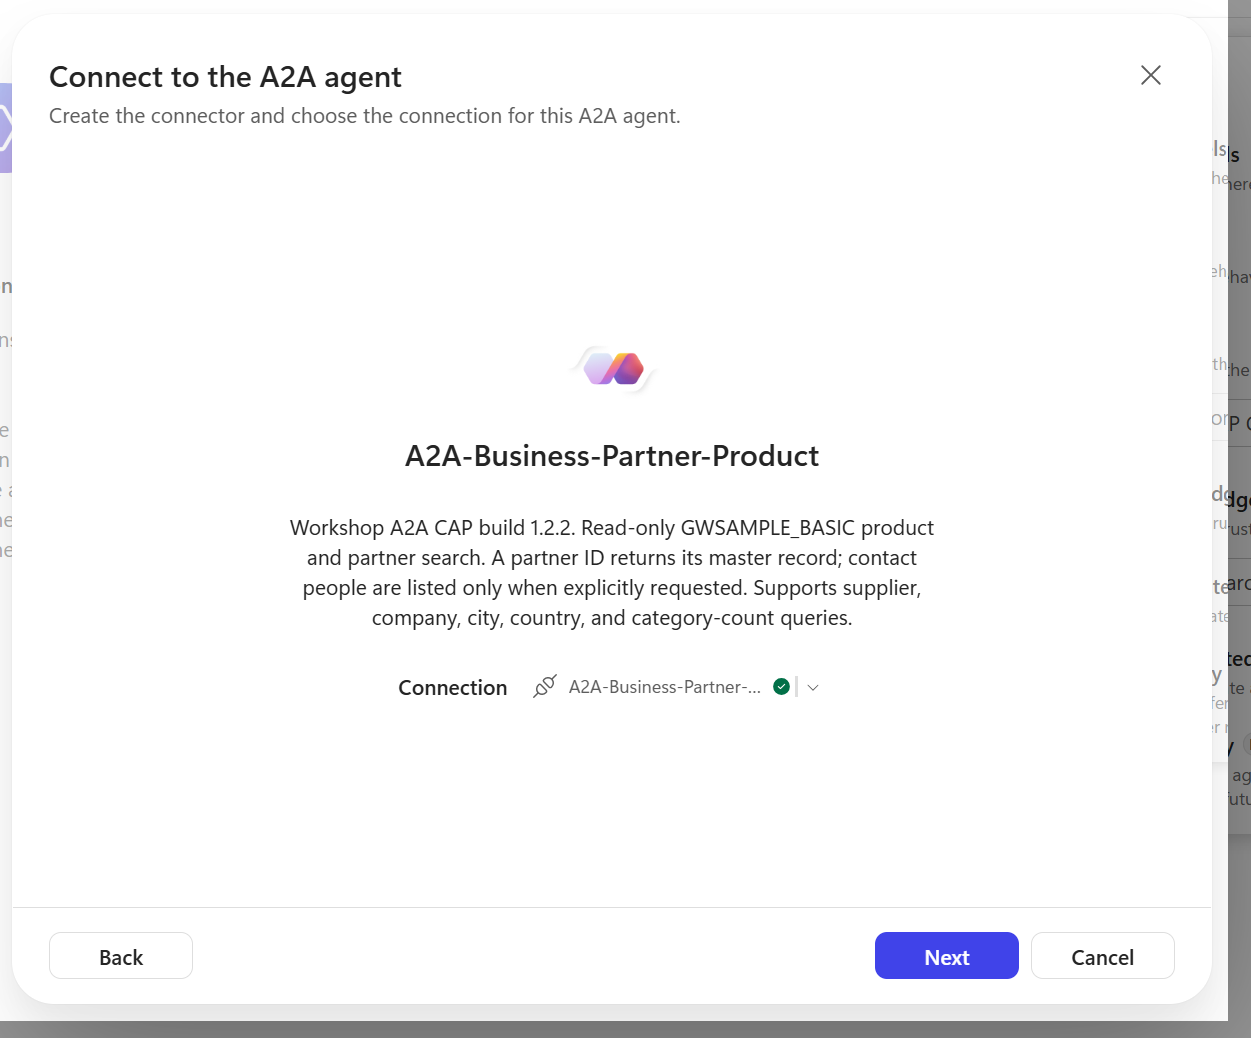 Connect to the A2A agent
Create the connector and choose the connection for this A2A agent.
A2A-Business-Partner-Product
Workshop A2A CAP build 1.2.2. Read-only GWSAMPLE_BASIC product
and partner search. A partner ID returns its master record; contact
people are listed only when explicitly requested. Supports supplier,
company, city, country, and category-count queries.
Connection A2A-Business-Partner-...
Back
Next
Cancel